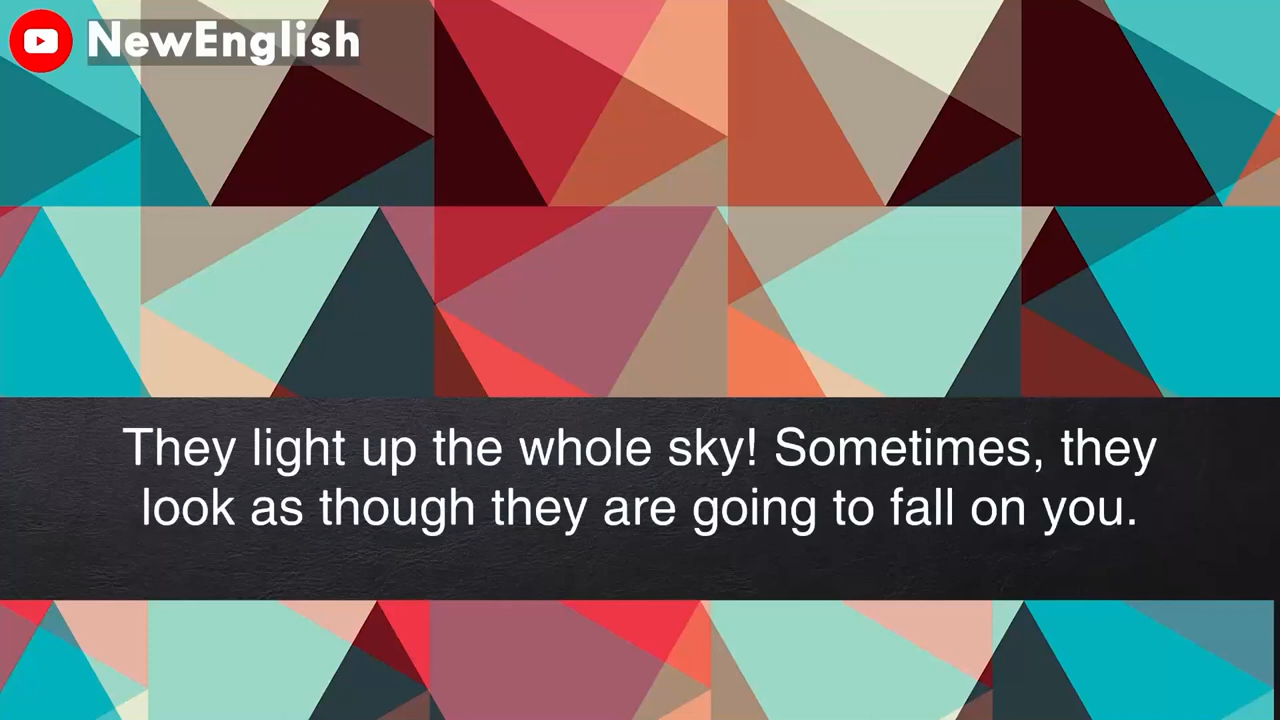 NewEnglish
They light up the whole sky! Sometimes, they
look as though they are going to fall on you.